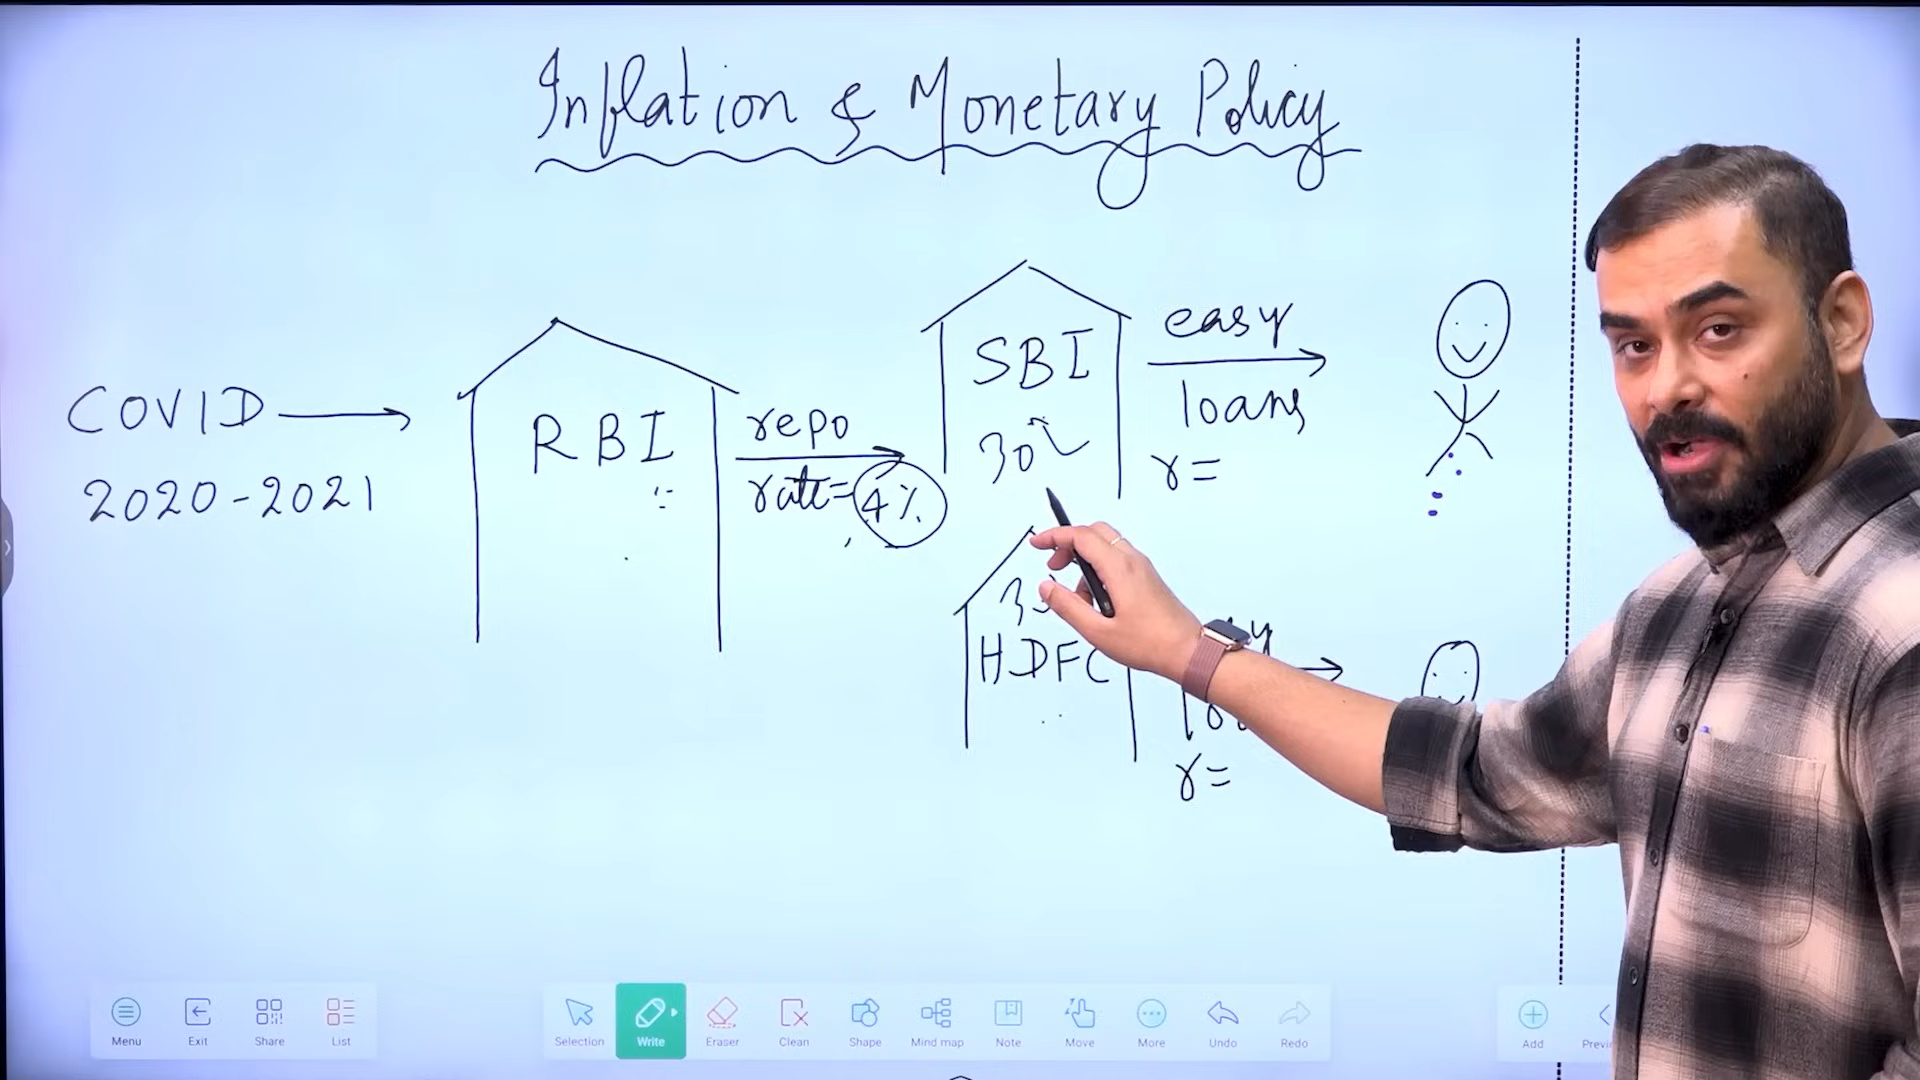 Inflation & Monetary Policy
COVID
2020-2021
RBI
repo
rate=4%
SBI
30
easy
loans
r=
HDFC
r=
Menu
Exit
Share
List
Selection
Write
Eraser
Clean
Shape
Mind map
Note
Move
More
Undo
Redo
Add